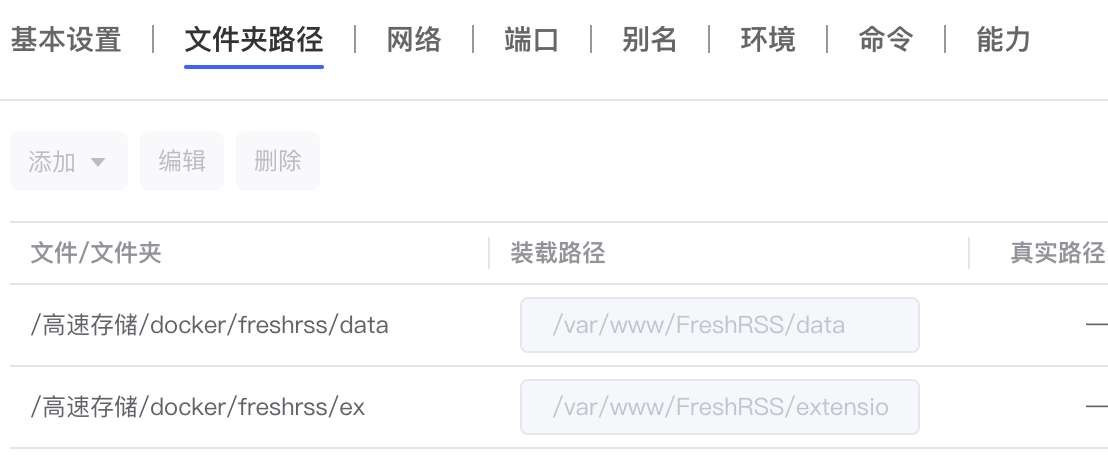 基本设置 | 文件夹路径 | 网络 | 端口 | 别名 | 环境 | 命令 | 能力
添加 编辑 删除
文件/文件夹 装载路径 真实路径
/高速存储/docker/freshrss/data /var/www/FreshRSS/data —
/高速存储/docker/freshrss/ex /var/www/FreshRSS/extensio —